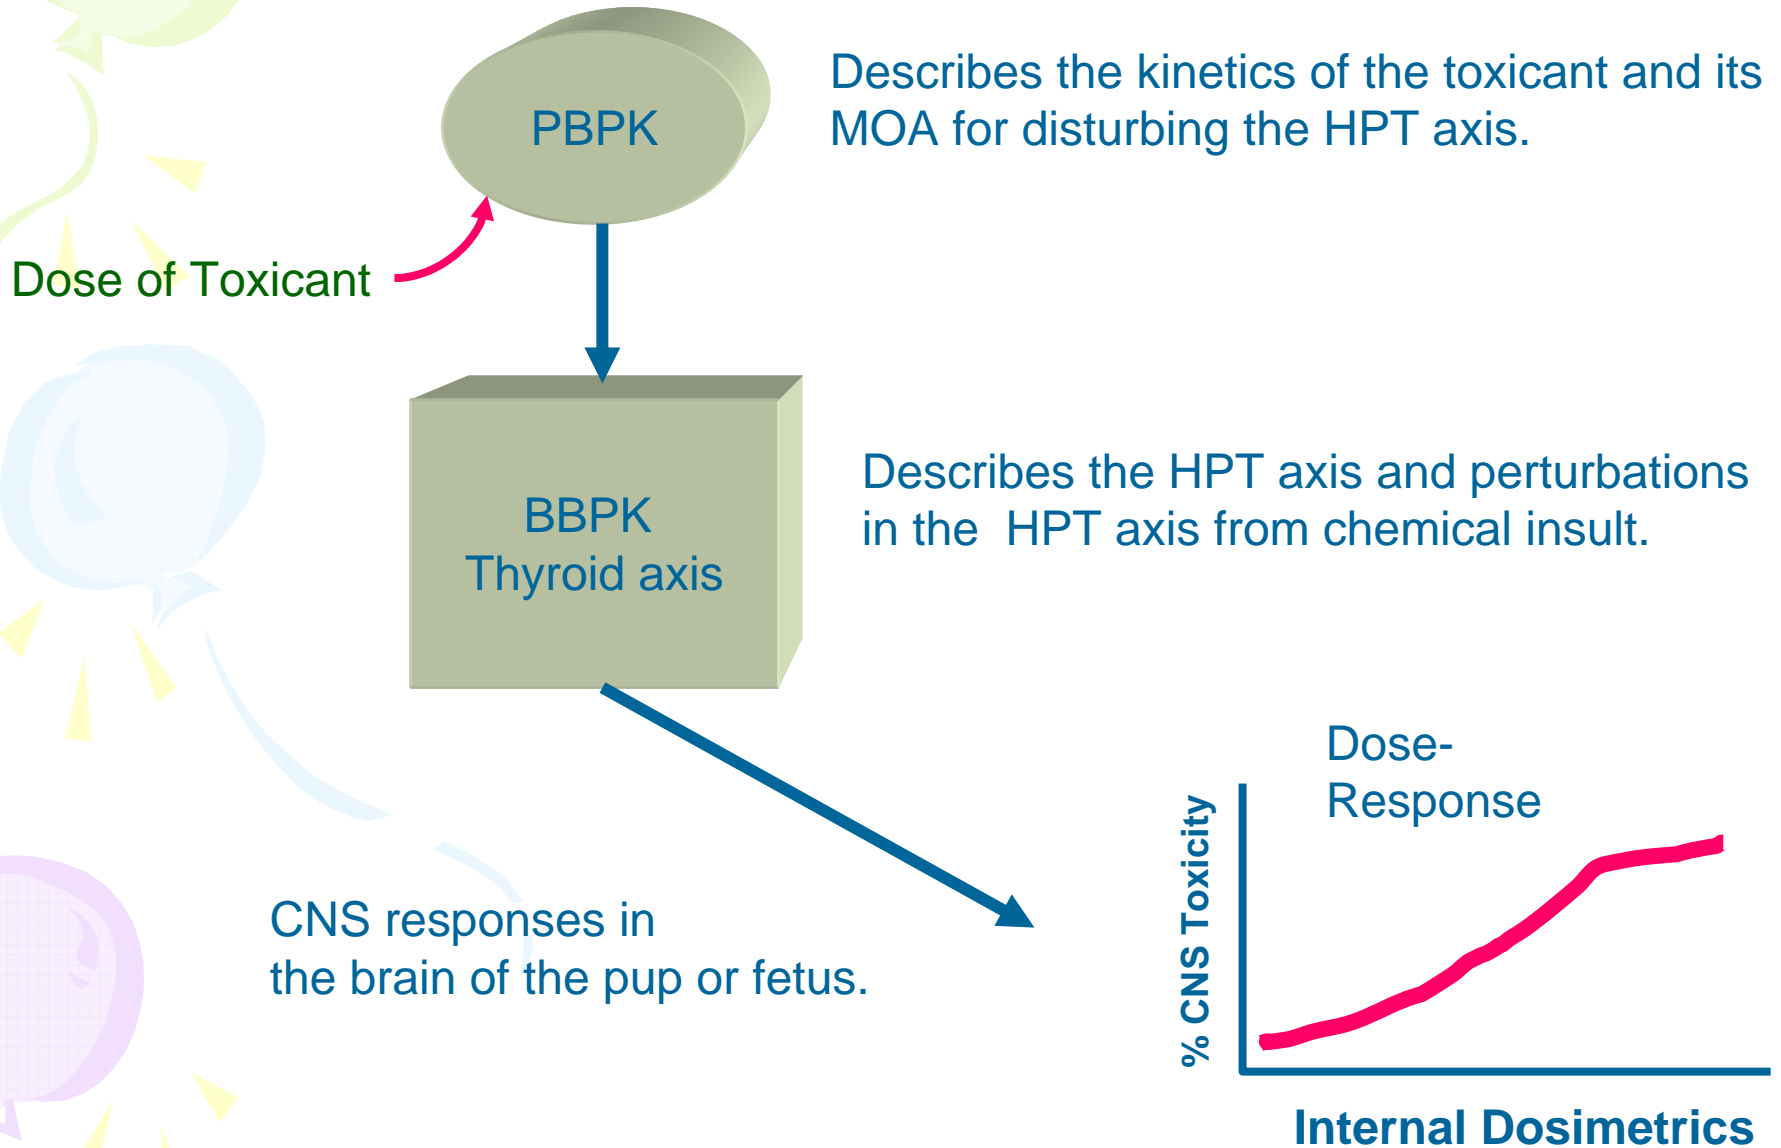 PBPK
Describes the kinetics of the toxicant and its
MOA for disturbing the HPT axis.
Dose of Toxicant
BBPK
Thyroid axis
Describes the HPT axis and perturbations
in the  HPT axis from chemical insult.
CNS responses in
the brain of the pup or fetus.
Dose-
Response
% CNS Toxicity
Internal Dosimetrics